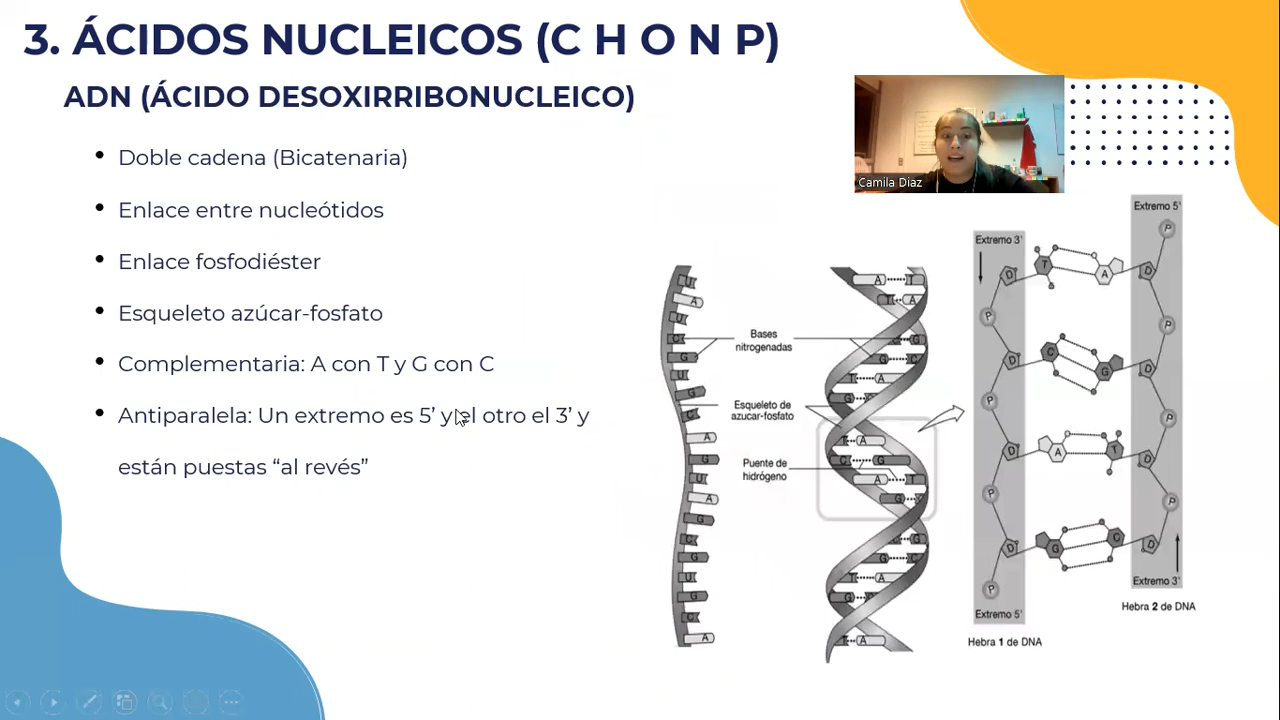 3. ÁCIDOS NUCLEICOS (C H O N P)
ADN (ÁCIDO DESOXIRRIBONUCLEICO)
• Doble cadena (Bicatenaria)
• Enlace entre nucleótidos
• Enlace fosfodiéster
• Esqueleto azúcar-fosfato
• Complementaria: A con T y G con C
• Antiparalela: Un extremo es 5’ y el otro el 3’ y
están puestas “al revés”
Camila Diaz
Bases
nitrogenadas
Esqueleto de
azucar-fosfato
Puente de
hidrógeno
U
A
U
C
G
U
G
C
A
G
U
A
G
C
G
U
G
C
A
A T
T A
G
G C
T A
G
T A
C G
A T
G
G
G C
T A
G
T A
Extremo 3'
Extremo 5'
P
D T A D
P P
D C G D
P P
D A T D
P P
D G C D
P
Extremo 5'
Extremo 3'
Hebra 1 de DNA
Hebra 2 de DNA